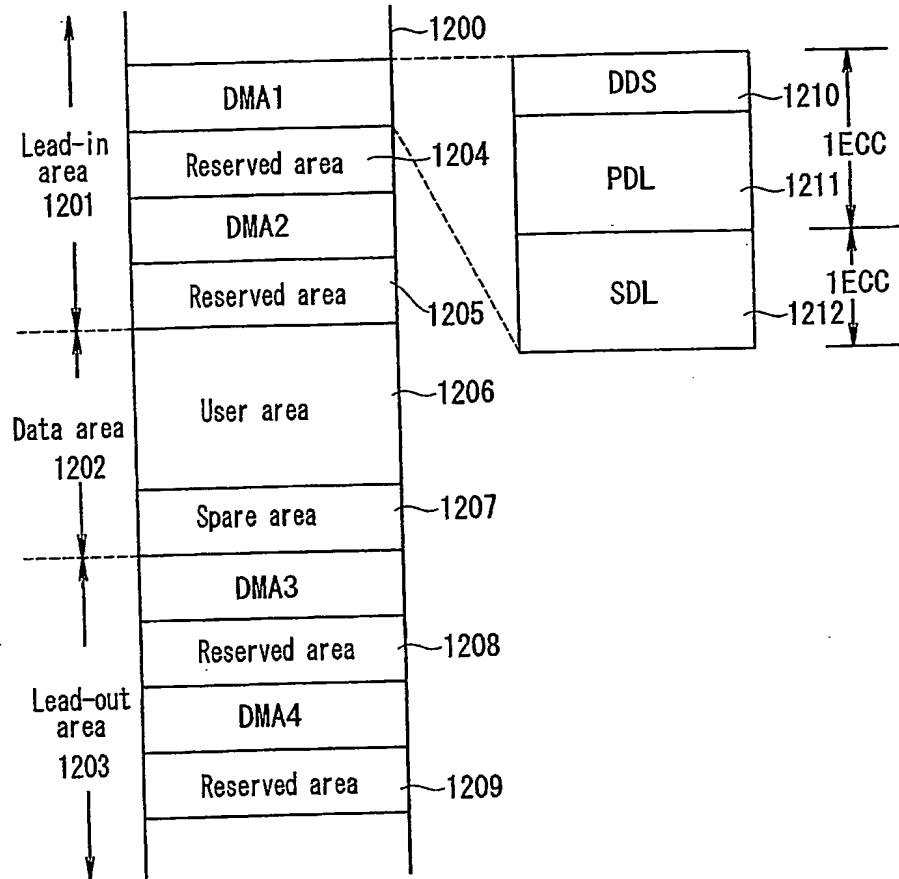 1200
DMA1
DDS
1210
Lead-in
area
1201
Reserved area
1204
1ECC
PDL
1211
DMA2
Reserved area
1205
SDL
1ECC
1212
User area
1206
Data area
1202
Spare area
1207
DMA3
Reserved area
1208
Lead-out
area
1203
DMA4
Reserved area
1209